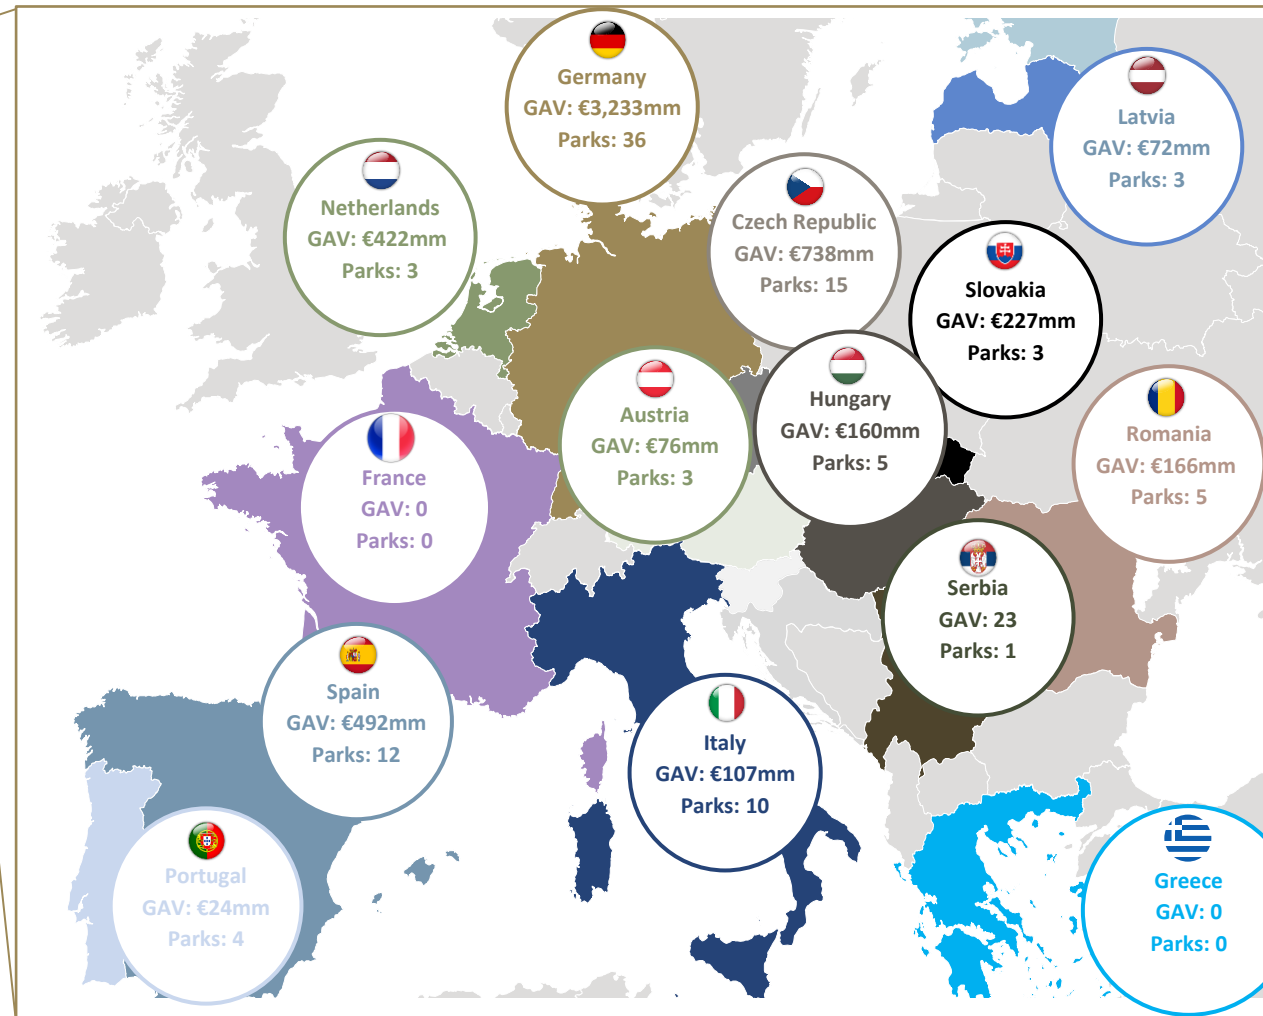 Germany
GAV: €3,233mm
Parks: 36
Latvia
GAV: €72mm
Parks: 3
Netherlands
GAV: €422mm
Parks: 3
Czech Republic
GAV: €738mm
Parks: 15
Slovakia
GAV: €227mm
Parks: 3
Austria
GAV: €76mm
Parks: 3
Hungary
GAV: €160mm
Parks: 5
Romania
GAV: €166mm
Parks: 5
France
GAV: 0
Parks: 0
Serbia
GAV: 23
Parks: 1
Spain
GAV: €492mm
Parks: 12
Italy
GAV: €107mm
Parks: 10
Portugal
GAV: €24mm
Parks: 4
Greece
GAV: 0
Parks: 0